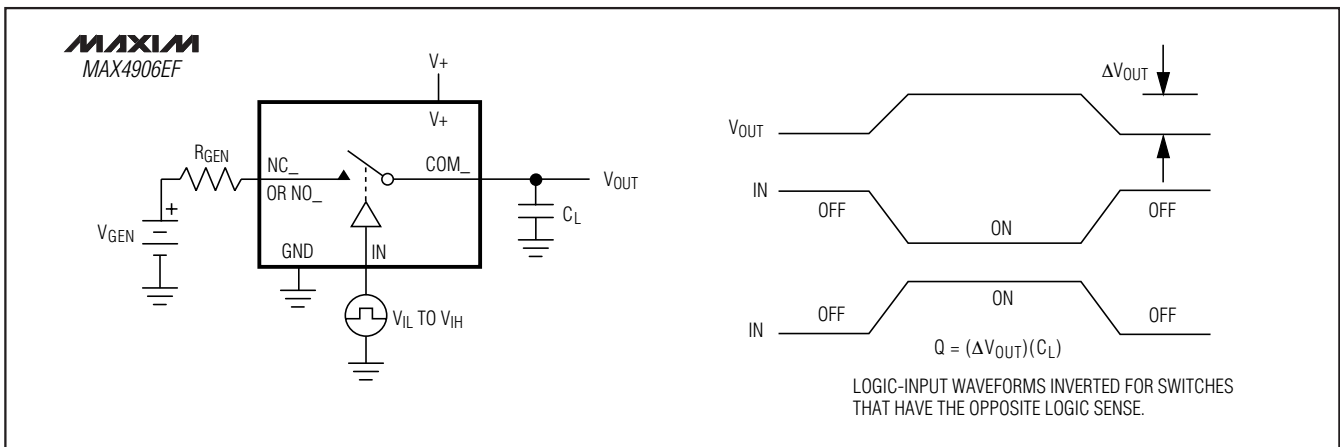 MAXIM
MAX4906EF
V+
V+
RGEN
NC_
OR NO_
COM_
VOUT
CL
VGEN
+
GND
IN
VIL TO VIH
ΔVOUT
VOUT
IN
OFF
ON
OFF
IN
OFF
ON
OFF
Q = (ΔVOUT)(CL)
LOGIC-INPUT WAVEFORMS INVERTED FOR SWITCHES
THAT HAVE THE OPPOSITE LOGIC SENSE.